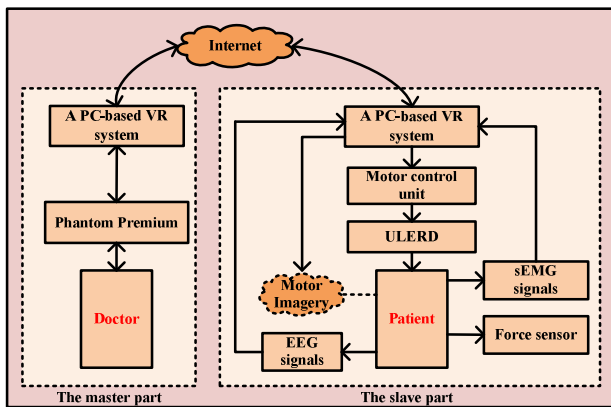 Internet
A PC-based VR
system
Phantom Premium
Doctor
The master part
A PC-based VR
system
Motor control
unit
ULERD
Motor
Imagery
Patient
sEMG
signals
EEG
signals
Force sensor
The slave part